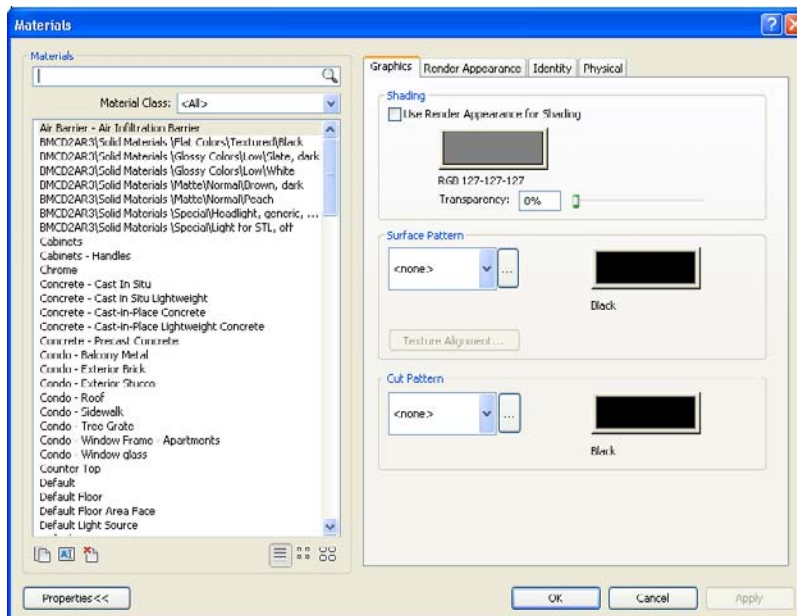 Materials
Materials
Material Class: <All>
Air Barrier - Air Infiltration Barrier
BMCD2AR3\Solid Materials \Flat Colors\Textured\Black
BMCD2AR3\Solid Materials \Glossy Colors\Low\Slate, dark
BMCD2AR3\Solid Materials \Glossy Colors\Low\White
BMCD2AR3\Solid Materials \Matte\Normal\Brown, dark
BMCD2AR3\Solid Materials \Matte\Normal\Peach
BMCD2AR3\Solid Materials \Special\Headlight, generic, ...
BMCD2AR3\Solid Materials \Special\Light for STL, off
Cabinets
Cabinets - Handles
Chrome
Concrete - Cast In Situ
Concrete - Cast in Situ Lightweight
Concrete - Cast-in-Place Concrete
Concrete - Cast-in-Place Lightweight Concrete
Concrete - Precast Concrete
Condo - Balcony Metal
Condo - Exterior Brick
Condo - Exterior Stucco
Condo - Roof
Condo - Sidewalk
Condo - Tree Grate
Condo - Window Frame - Apartments
Condo - Window glass
Counter Top
Default
Default Floor
Default Floor Area Face
Default Light Source
Properties<<
Graphics Render Appearance Identity Physical
Shading
Use Render Appearance for Shading
RGB 127-127-127
Transparency: 0%
Surface Pattern
<none> ...
Black
Texture Alignment...
Cut Pattern
<none> ...
Black
OK Cancel Apply